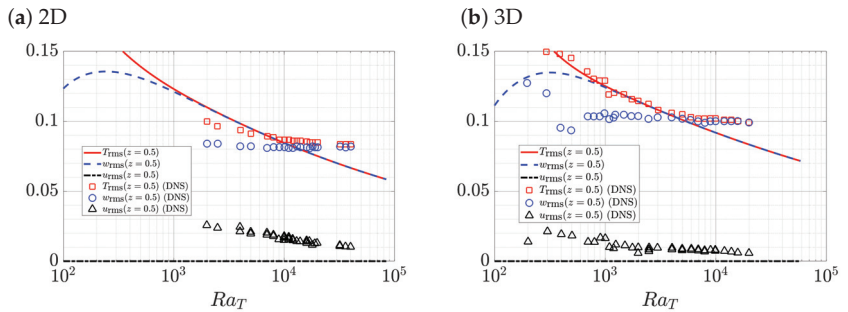 (a) 2D
0.15
0.1
0.05
0
T_rms(z = 0.5)
w_rms(z = 0.5)
u_rms(z = 0.5)
T_rms(z = 0.5) (DNS)
w_rms(z = 0.5) (DNS)
u_rms(z = 0.5) (DNS)
10^2 10^3 10^4 10^5
Ra_T
(b) 3D
0.15
0.1
0.05
0
T_rms(z = 0.5)
w_rms(z = 0.5)
u_rms(z = 0.5)
T_rms(z = 0.5) (DNS)
w_rms(z = 0.5) (DNS)
u_rms(z = 0.5) (DNS)
10^2 10^3 10^4 10^5
Ra_T